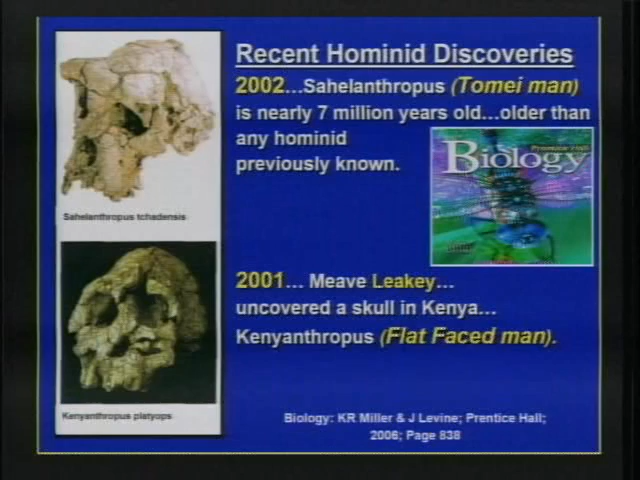 Recent Hominid Discoveries
2002...Sahelanthropus (Tomei man)
is nearly 7 million years old...older than
any hominid
previously known.
Prentice Hall
Biology
Sahelanthropus tchadensis
2001... Meave Leakey...
uncovered a skull in Kenya...
Kenyanthropus (Flat Faced man).
Kenyanthropus platyops
Biology: KR Miller & J Levine; Prentice Hall;
2006; Page 838